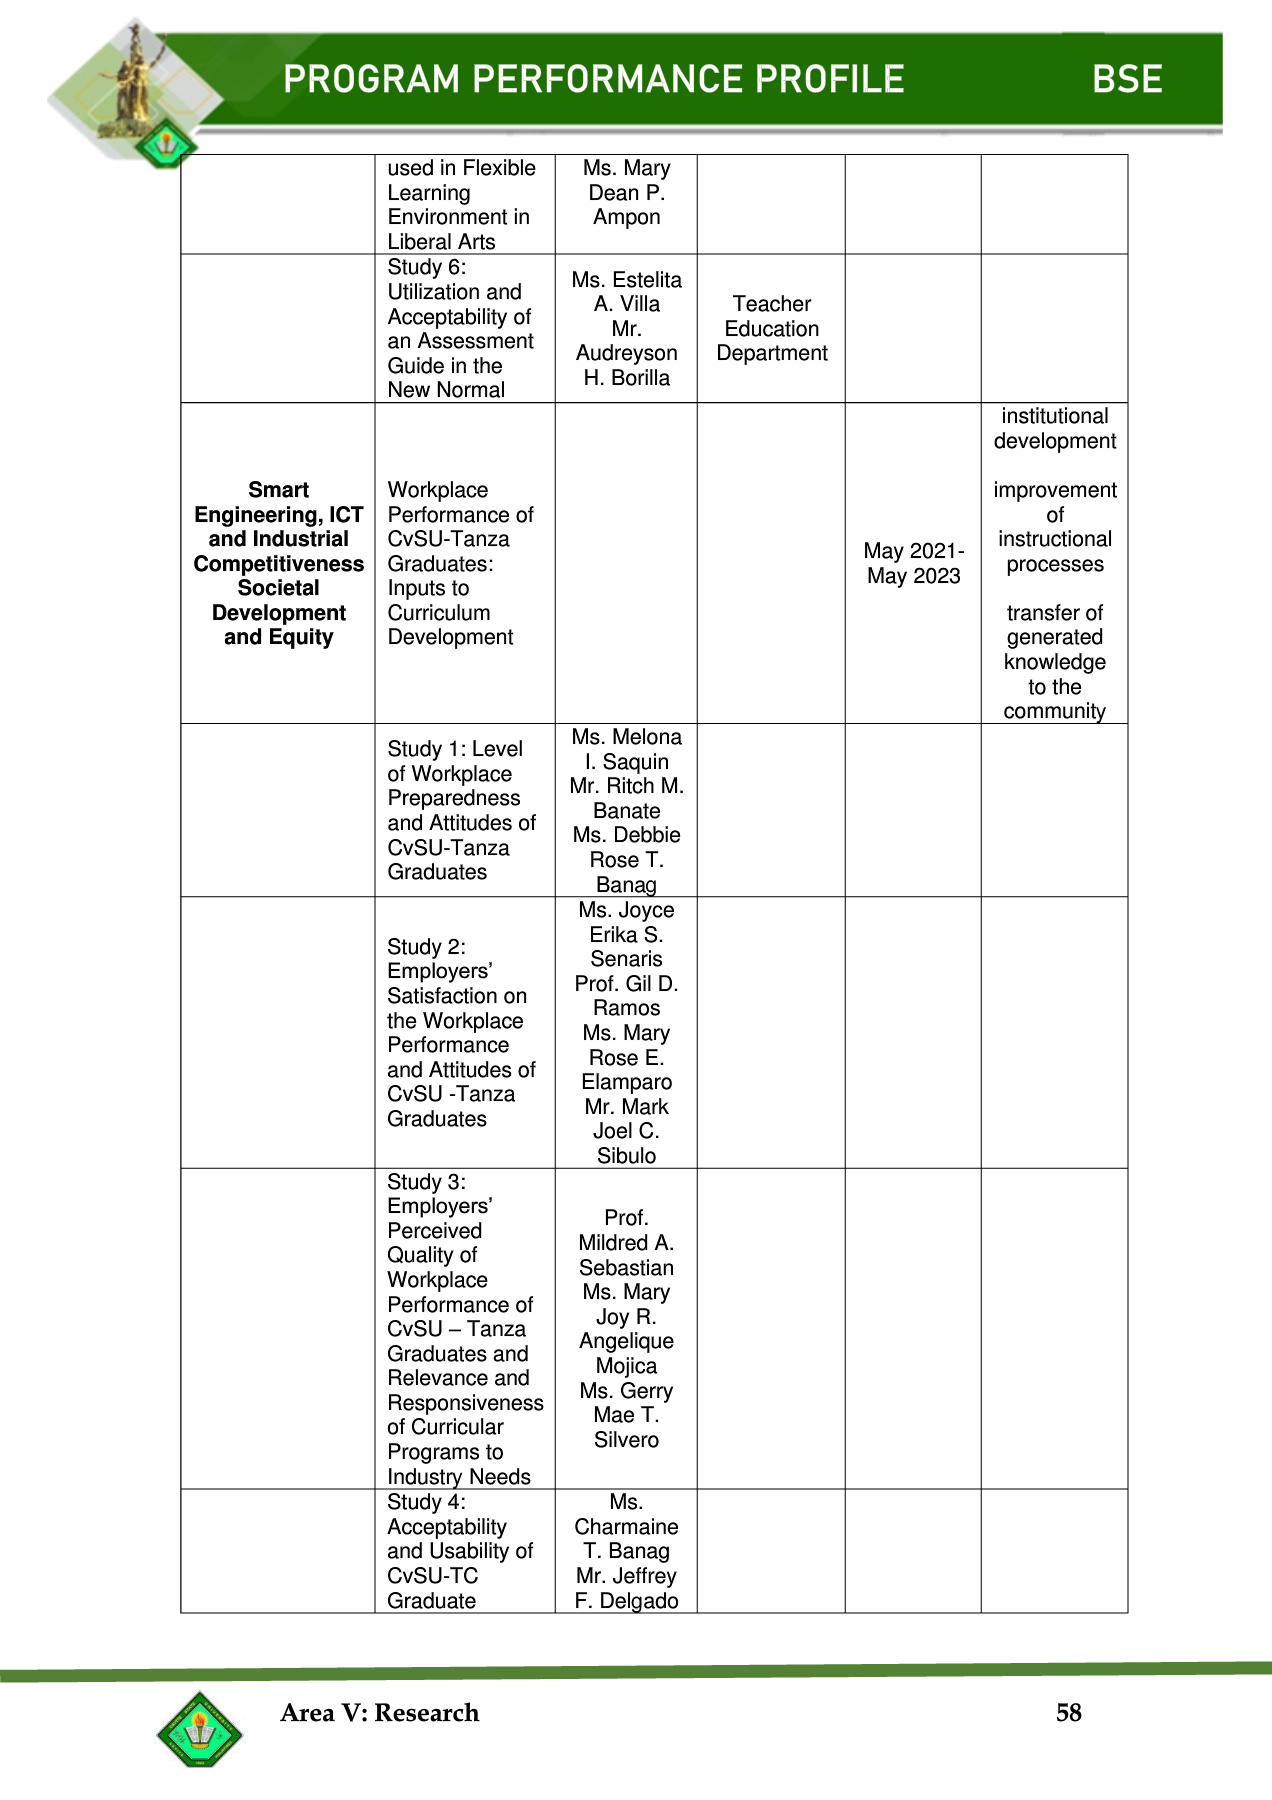 PROGRAM PERFORMANCE PROFILE BSE
used in Flexible
Learning
Environment in
Liberal Arts
Ms. Mary
Dean P.
Ampon
Study 6:
Utilization and
Acceptability of
an Assessment
Guide in the
New Normal
Ms. Estelita
A. Villa
Mr.
Audreyson
H. Borilla
Teacher
Education
Department
Smart
Engineering, ICT
and Industrial
Competitiveness
Societal
Development
and Equity
Workplace
Performance of
CvSU-Tanza
Graduates:
Inputs to
Curriculum
Development
May 2021-
May 2023
institutional
development
improvement
of
instructional
processes
transfer of
generated
knowledge
to the
community
Study 1: Level
of Workplace
Preparedness
and Attitudes of
CvSU-Tanza
Graduates
Ms. Melona
I. Saquin
Mr. Ritch M.
Banate
Ms. Debbie
Rose T.
Banag
Study 2:
Employers’
Satisfaction on
the Workplace
Performance
and Attitudes of
CvSU -Tanza
Graduates
Ms. Joyce
Erika S.
Senaris
Prof. Gil D.
Ramos
Ms. Mary
Rose E.
Elamparo
Mr. Mark
Joel C.
Sibulo
Study 3:
Employers’
Perceived
Quality of
Workplace
Performance of
CvSU – Tanza
Graduates and
Relevance and
Responsiveness
of Curricular
Programs to
Industry Needs
Prof.
Mildred A.
Sebastian
Ms. Mary
Joy R.
Angelique
Mojica
Ms. Gerry
Mae T.
Silvero
Study 4:
Acceptability
and Usability of
CvSU-TC
Graduate
Ms.
Charmaine
T. Banag
Mr. Jeffrey
F. Delgado
Area V: Research 58